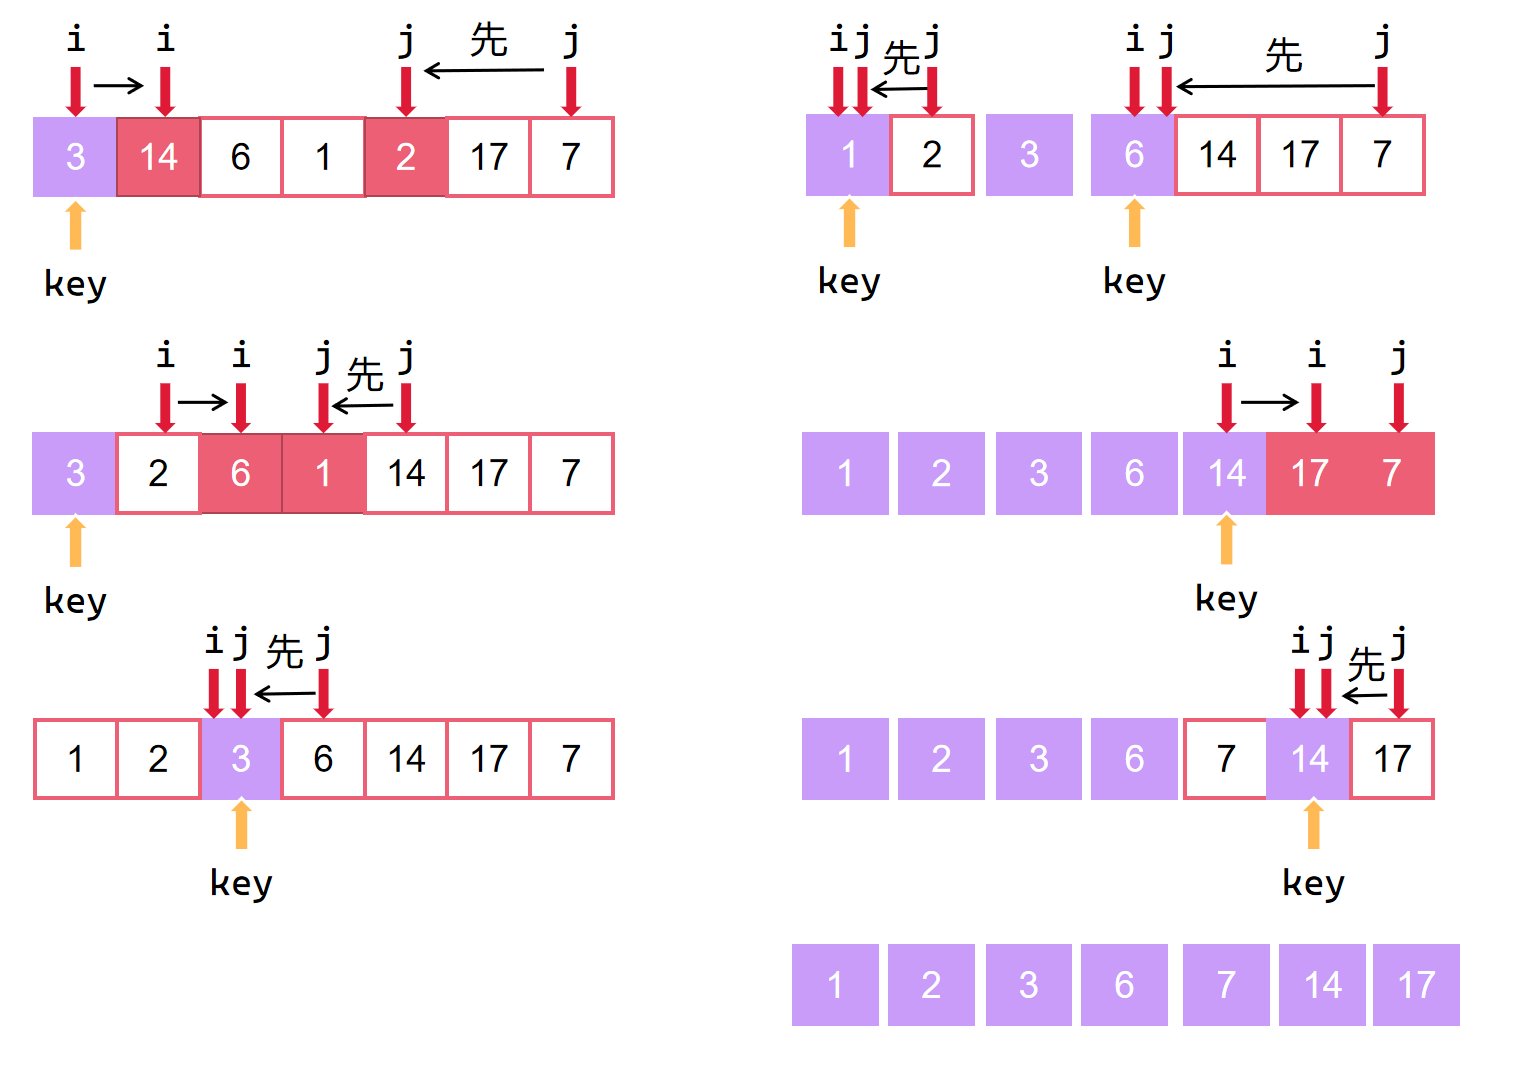 i i j 先 j
3 14 6 1 2 17 7
key
i i j 先 j
3 2 6 1 14 17 7
key
i j 先 j
1 2 3 6 14 17 7
key
i j 先 j i j 先 j
1 2 3 6 14 17 7
key key
i i j
1 2 3 6 14 17 7
key
i j 先 j
1 2 3 6 7 14 17
key
1 2 3 6 7 14 17